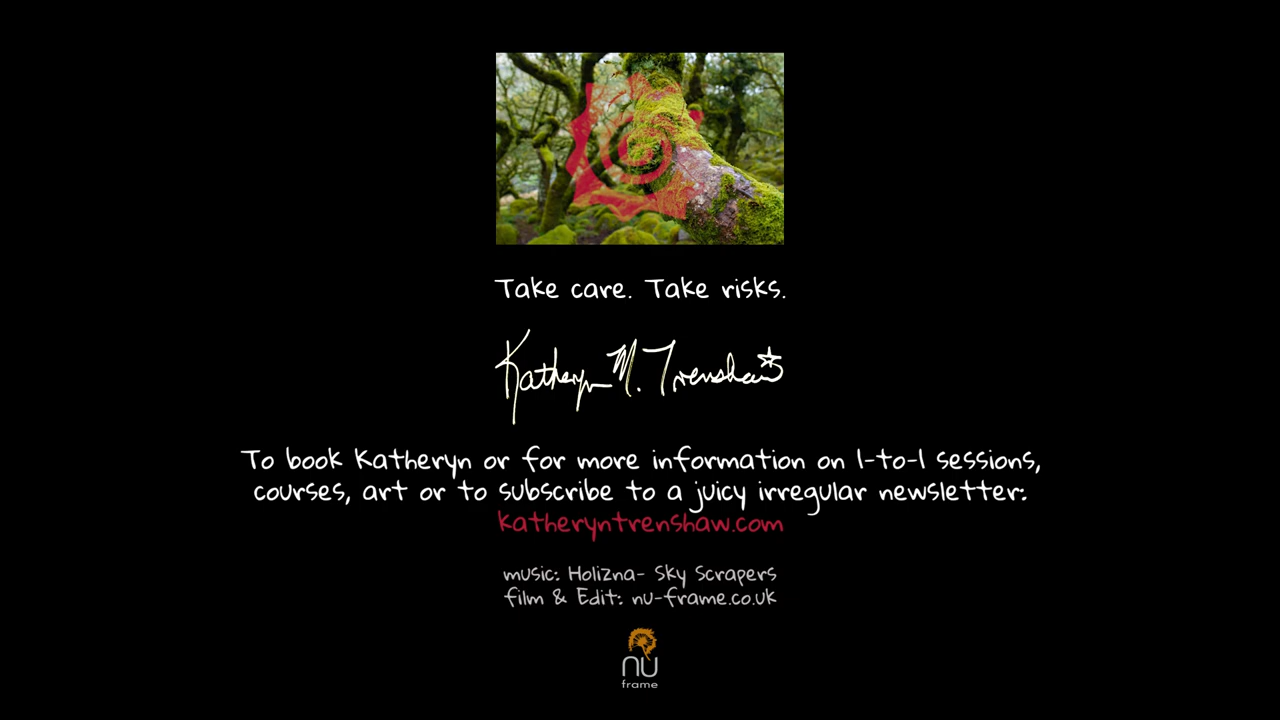 Take care. Take risks.
Katheryn M. Trenshaw
To book Katheryn or for more information on 1-to-1 sessions,
courses, art or to subscribe to a juicy irregular newsletter:
katheryntrenshaw.com
music: Holizna- Sky Scrapers
film & Edit: nu-frame.co.uk
nu
frame